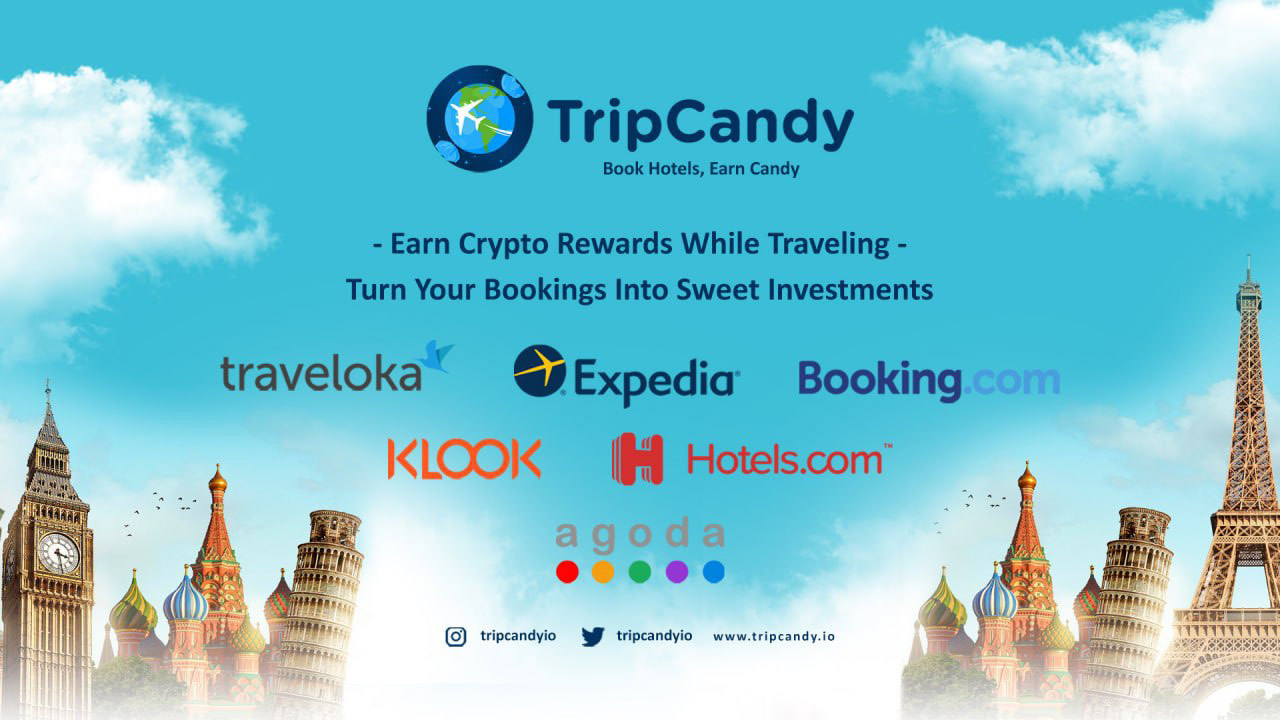 TripCandy
Book Hotels, Earn Candy
- Earn Crypto Rewards While Traveling -
Turn Your Bookings Into Sweet Investments
traveloka Expedia® Booking.com
KLOOK H Hotels.com™
agoda
tripcandyio tripcandyio www.tripcandy.io